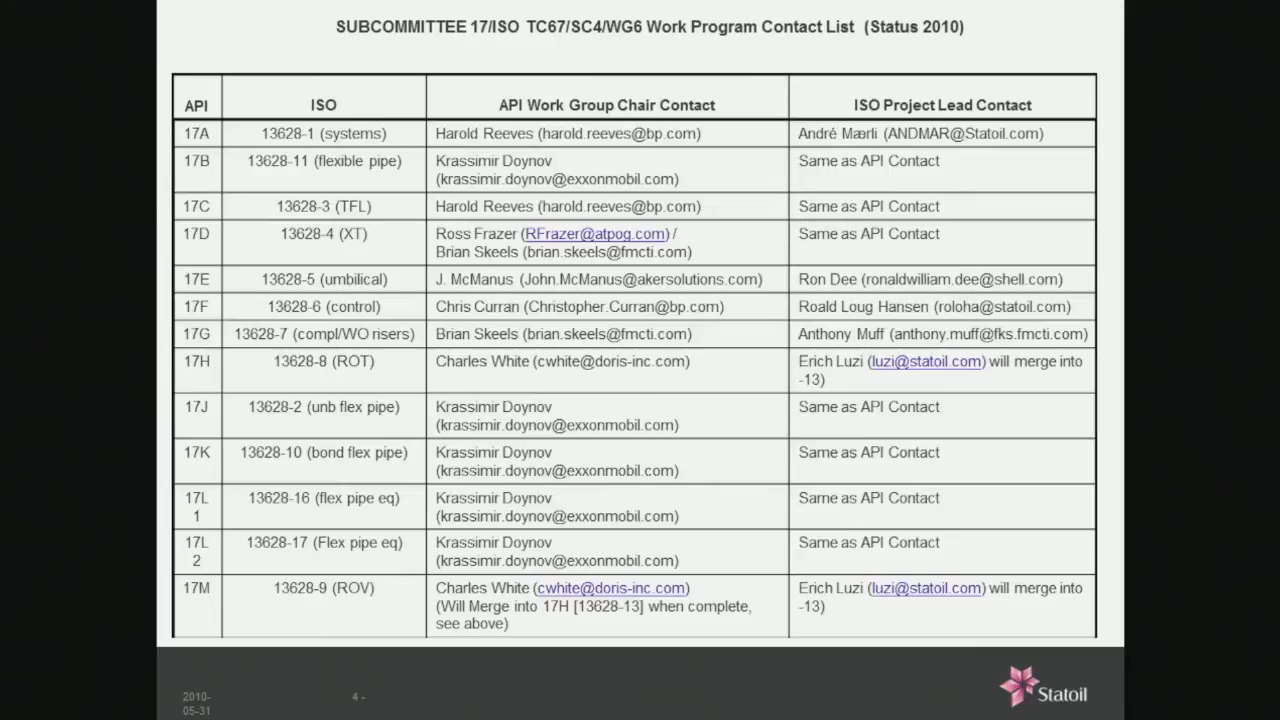 SUBCOMMITTEE 17/ISO TC67/SC4/WG6 Work Program Contact List (Status 2010)
API ISO API Work Group Chair Contact ISO Project Lead Contact
17A 13628-1 (systems) Harold Reeves (harold.reeves@bp.com) André Mærli (ANDMAR@Statoil.com)
17B 13628-11 (flexible pipe) Krassimir Doynov Same as API Contact
(krassimir.doynov@exxonmobil.com)
17C 13628-3 (TFL) Harold Reeves (harold.reeves@bp.com) Same as API Contact
17D 13628-4 (XT) Ross Frazer (RFrazer@atpog.com) / Same as API Contact
Brian Skeels (brian.skeels@fmcti.com)
17E 13628-5 (umbilical) J. McManus (John.McManus@akersolutions.com) Ron Dee (ronaldwilliam.dee@shell.com)
17F 13628-6 (control) Chris Curran (Christopher.Curran@bp.com) Roald Loug Hansen (roloha@statoil.com)
17G 13628-7 (compl/WO risers) Brian Skeels (brian.skeels@fmcti.com) Anthony Muff (anthony.muff@fks.fmcti.com)
17H 13628-8 (ROT) Charles White (cwhite@doris-inc.com) Erich Luzi (luzi@statoil.com) will merge into
-13)
17J 13628-2 (unb flex pipe) Krassimir Doynov Same as API Contact
(krassimir.doynov@exxonmobil.com)
17K 13628-10 (bond flex pipe) Krassimir Doynov Same as API Contact
(krassimir.doynov@exxonmobil.com)
17L 13628-16 (flex pipe eq) Krassimir Doynov Same as API Contact
1 (krassimir.doynov@exxonmobil.com)
17L 13628-17 (Flex pipe eq) Krassimir Doynov Same as API Contact
2 (krassimir.doynov@exxonmobil.com)
17M 13628-9 (ROV) Charles White (cwhite@doris-inc.com) Erich Luzi (luzi@statoil.com) will merge into
(Will Merge into 17H [13628-13] when complete, -13)
see above)
2010- 4 -
05-31
Statoil